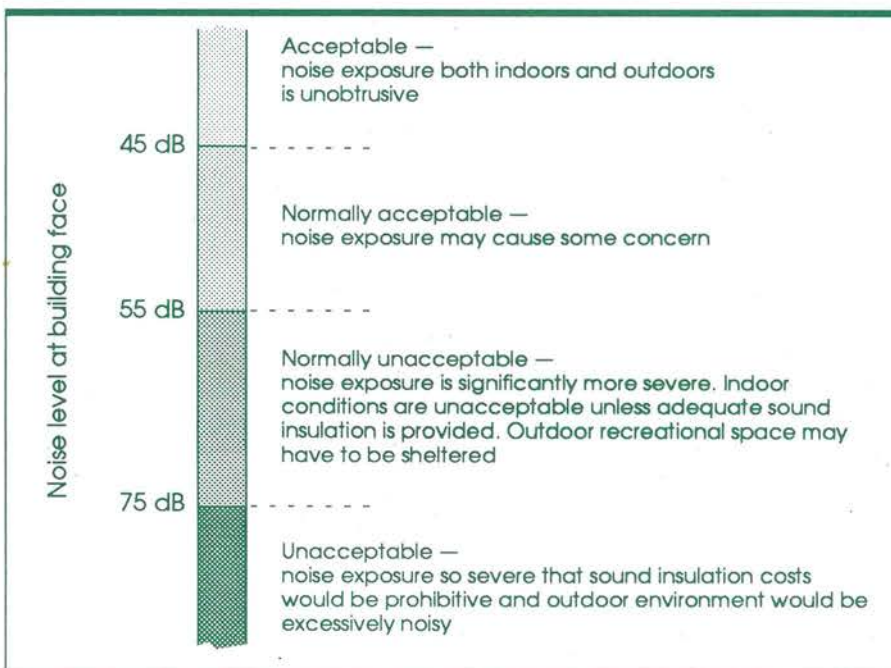 Acceptable —
noise exposure both indoors and outdoors
is unobtrusive
45 dB
Normally acceptable —
noise exposure may cause some concern
Noise level at building face
55 dB
Normally unacceptable —
noise exposure is significantly more severe. Indoor
conditions are unacceptable unless adequate sound
insulation is provided. Outdoor recreational space may
have to be sheltered
75 dB
Unacceptable —
noise exposure so severe that sound insulation costs
would be prohibitive and outdoor environment would be
excessively noisy